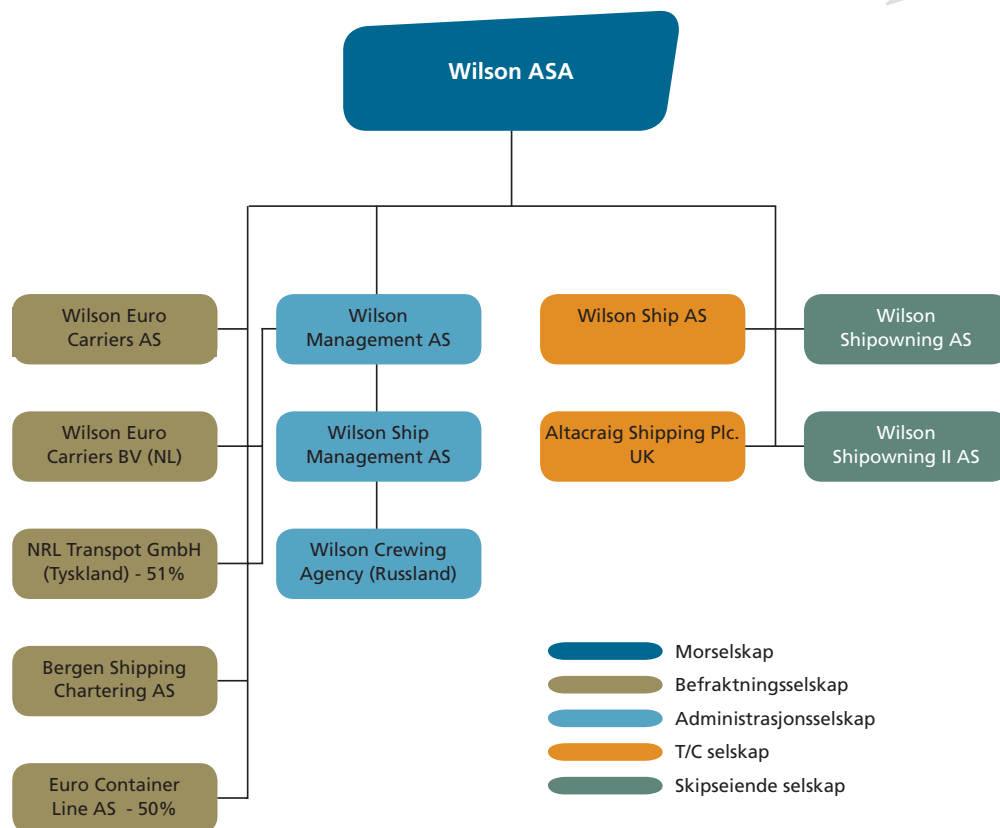 Wilson ASA
Wilson Euro
Carriers AS
Wilson
Management AS
Wilson Ship AS
Wilson
Shipowning AS
Wilson Euro
Carriers BV (NL)
Wilson Ship
Management AS
Altacraig Shipping Plc.
UK
Wilson
Shipowning II AS
NRL Transpot GmbH
(Tyskland) - 51%
Wilson Crewing
Agency (Russland)
Bergen Shipping
Chartering AS
Euro Container
Line AS - 50%
Morselskap
Befraktningsselskap
Administrasjonsselskap
T/C selskap
Skipseiende selskap